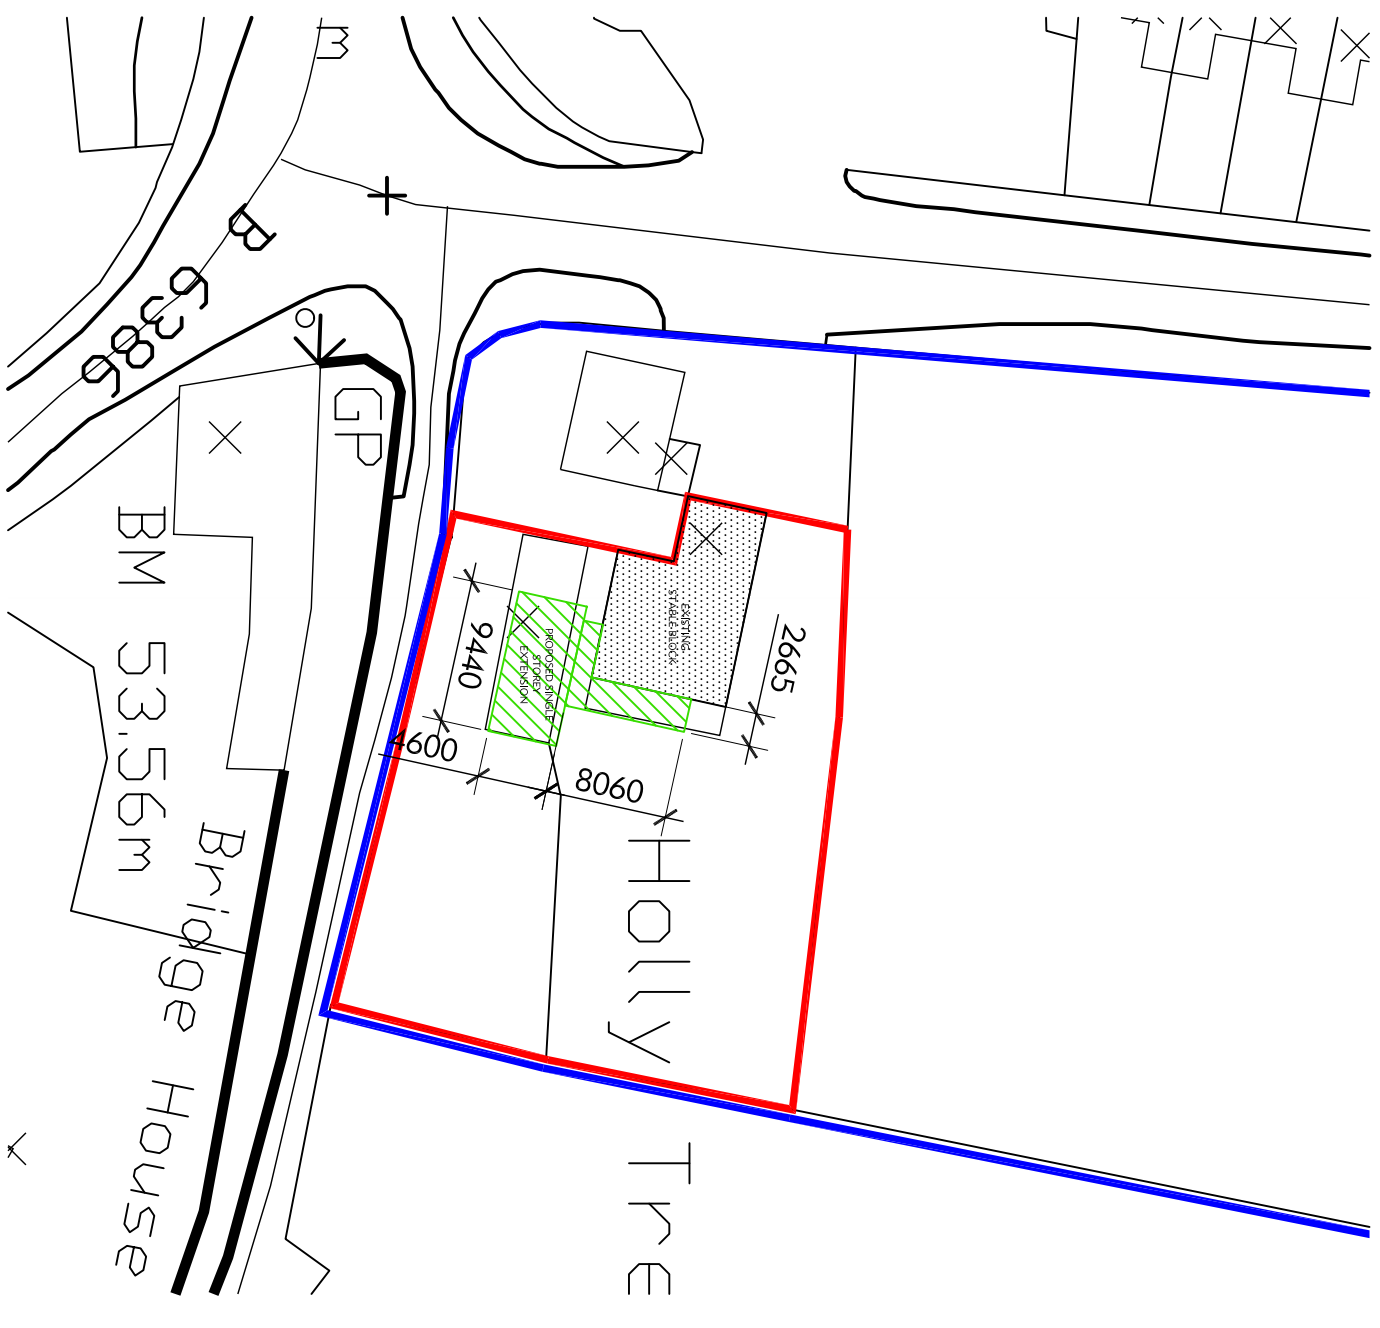 m
B 6398
GP
BM 53.56m
EXISTING
STABLE BLOCK
2665
9440
PROPOSED SINGLE
STOREY
EXTENSION
4600
8060
Bridge House
Holly Tre